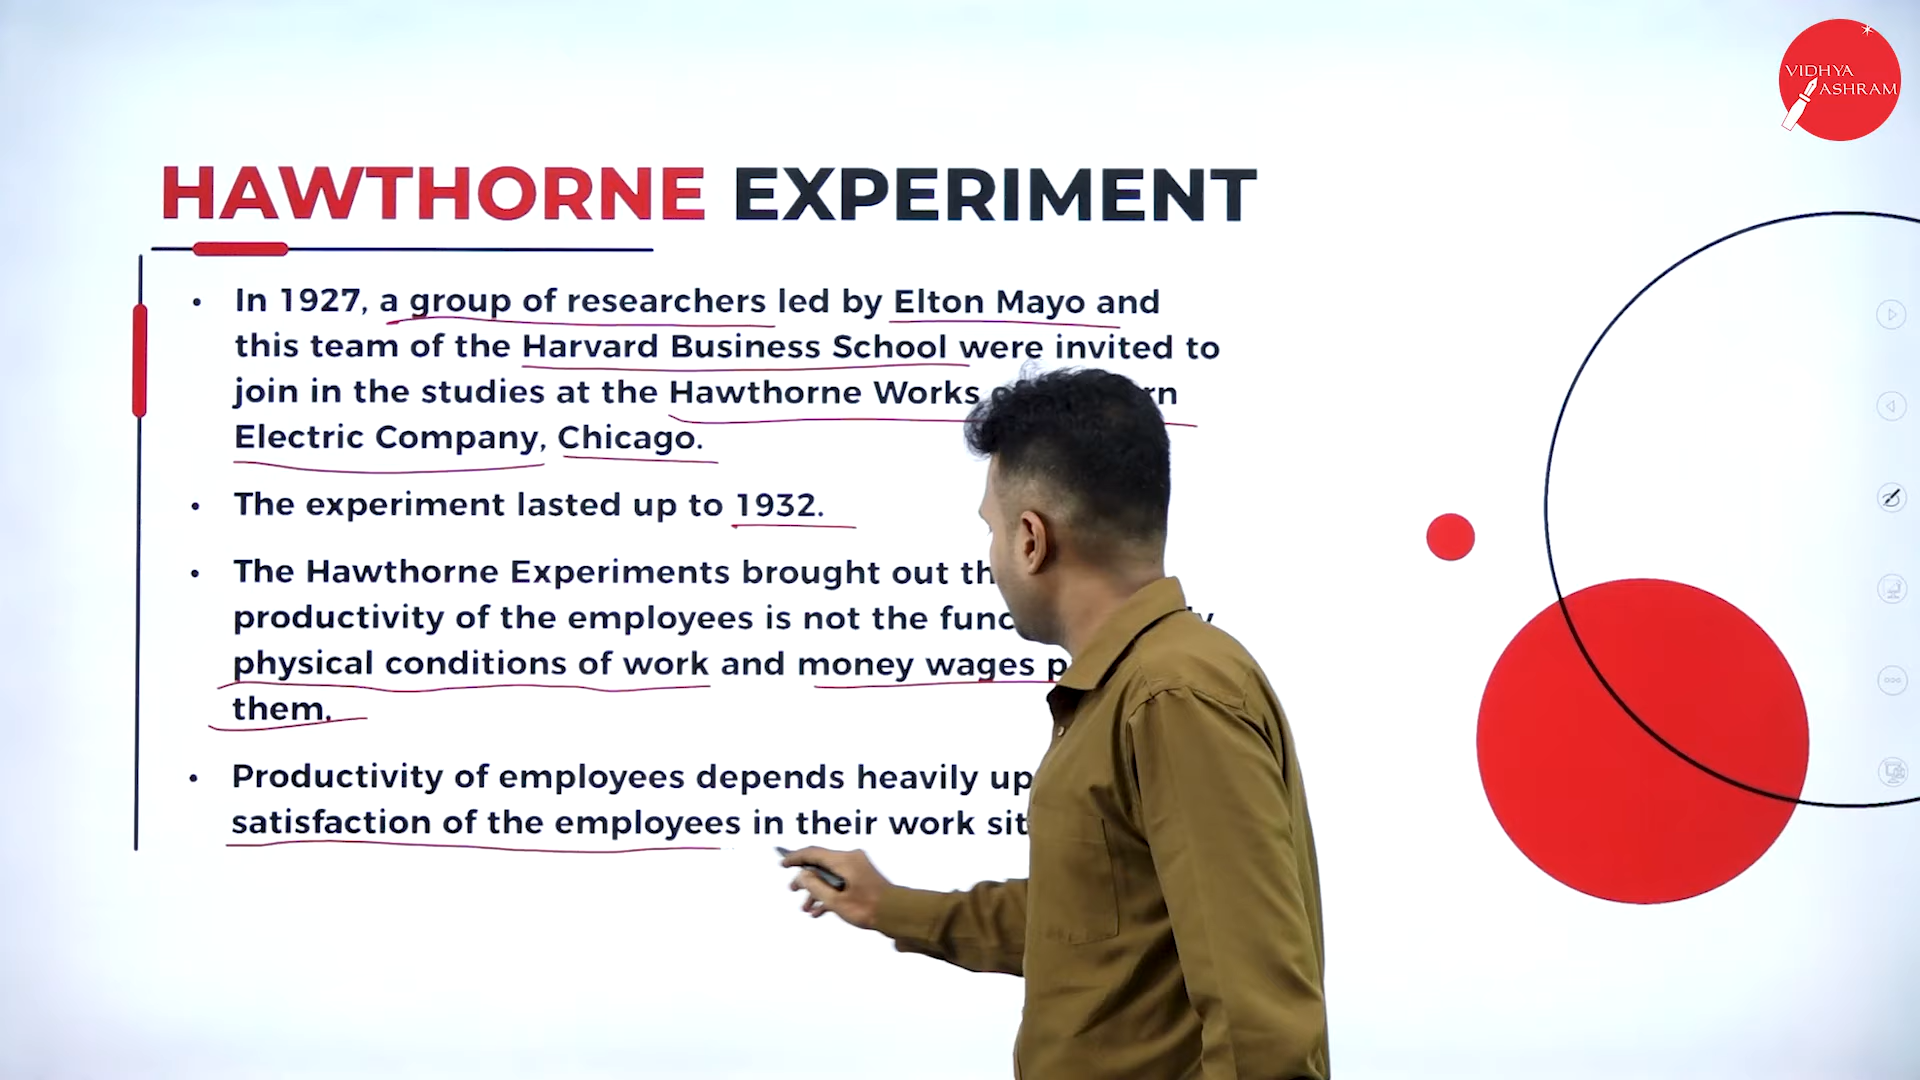 VIDHYA
ASHRAM
HAWTHORNE EXPERIMENT
• In 1927, a group of researchers led by Elton Mayo and
this team of the Harvard Business School were invited to
join in the studies at the Hawthorne Works
Electric Company, Chicago.
• The experiment lasted up to 1932.
• The Hawthorne Experiments brought out
productivity of the employees is not the
physical conditions of work and money wages
them.
• Productivity of employees depends heavily
satisfaction of the employees in their work